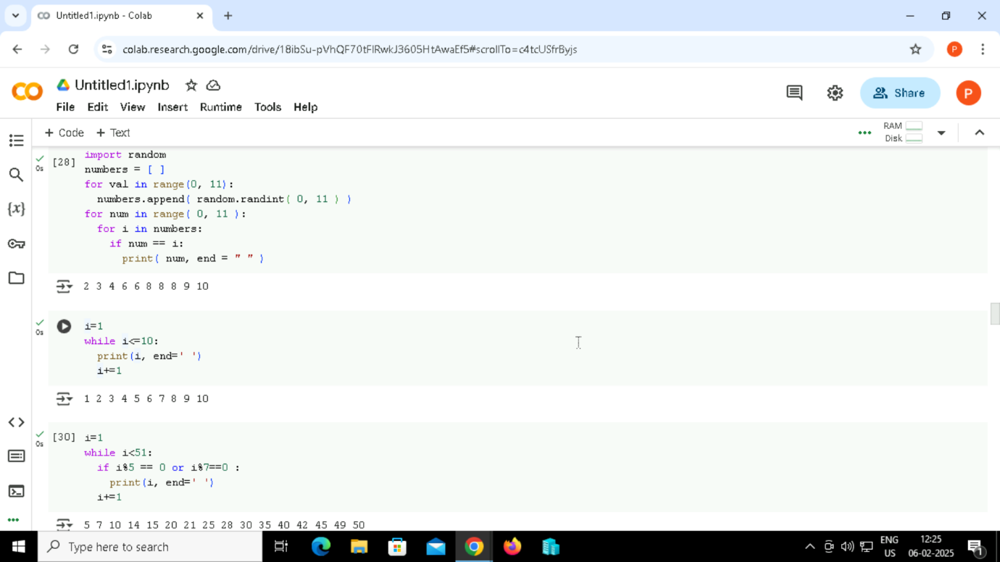 Untitled1.ipynb - Colab
colab.research.google.com/drive/18ibSu-pVhQF70tFlRwkJ3605HtAwaEf5#scrollTo=c4tcUSfrByjs
P
Untitled1.ipynb
File Edit View Insert Runtime Tools Help
Share
P
+ Code + Text
RAM
Disk
[28]
0s
import random
numbers = [ ]
for val in range(0, 11):
  numbers.append( random.randint( 0, 11 ) )
for num in range( 0, 11 ):
  for i in numbers:
    if num == i:
      print( num, end = " " )
2 3 4 6 6 8 8 8 9 10
0s
i=1
while i<=10:
  print(i, end=' ')
  i+=1
1 2 3 4 5 6 7 8 9 10
[30]
0s
i=1
while i<51:
  if i%5 == 0 or i%7==0 :
    print(i, end=' ')
  i+=1
5 7 10 14 15 20 21 25 28 30 35 40 42 45 49 50
{x}
Type here to search
ENG
US
12:25
06-02-2025
1